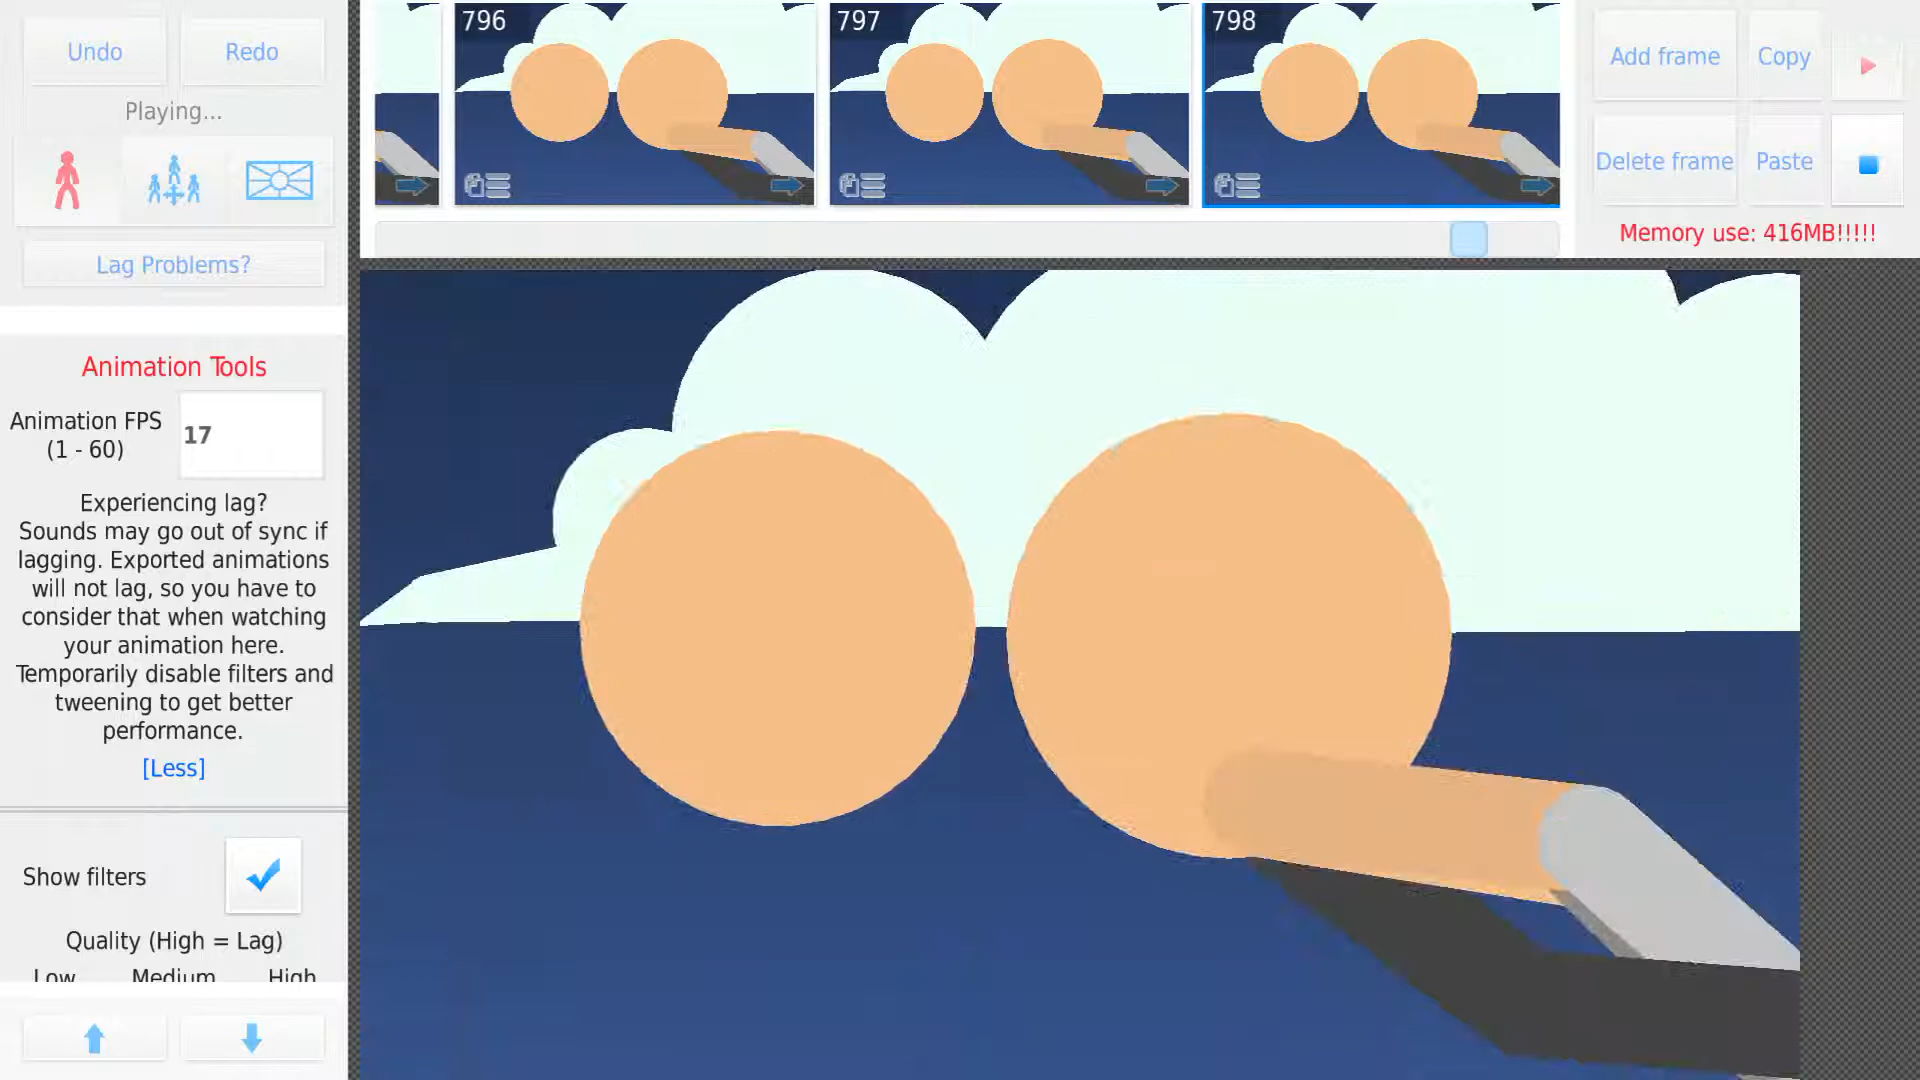 Undo
Redo
Playing...
Lag Problems?
796
797
798
Add frame
Copy
Delete frame
Paste
Memory use: 416MB!!!!!
Animation Tools
Animation FPS
(1 - 60)
17
Experiencing lag?
Sounds may go out of sync if
lagging. Exported animations
will not lag, so you have to
consider that when watching
your animation here.
Temporarily disable filters and
tweening to get better
performance.
[Less]
Show filters
Quality (High = Lag)
Low
Medium
High